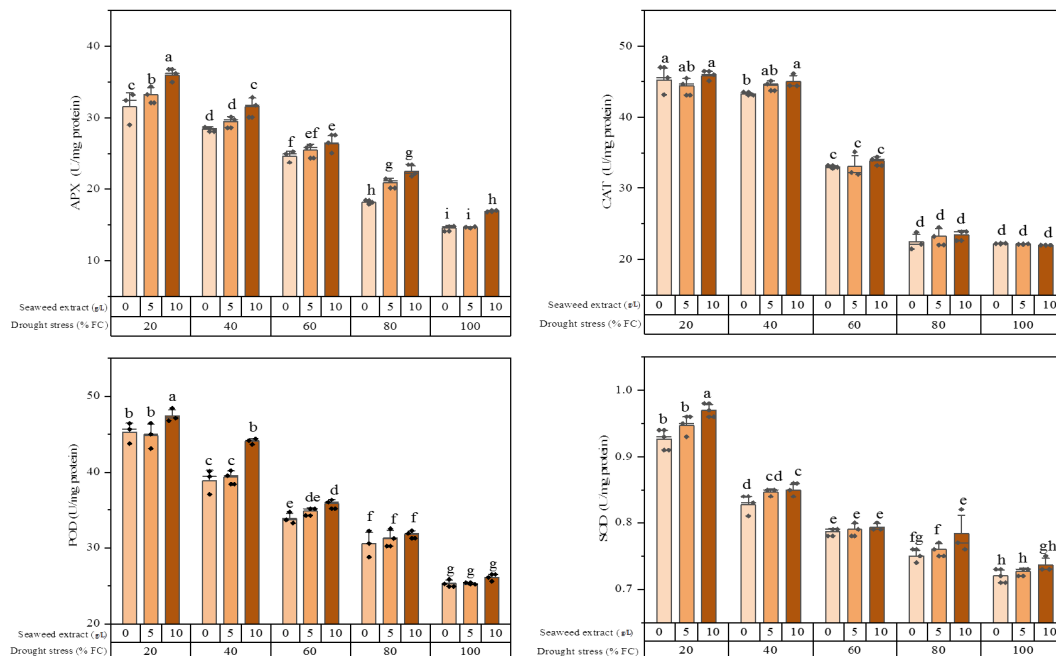 APX (U/mg protein)
40
30
20
10
c b a d d c f ef e h g g i i h
Seaweed extract (g/L) 0 5 10 0 5 10 0 5 10 0 5 10 0 5 10
Drought stress (% FC) 20 40 60 80 100
CAT (U/mg protein)
50
40
30
20
a ab a b ab a c c c d d d d d d
Seaweed extract (g/L) 0 5 10 0 5 10 0 5 10 0 5 10 0 5 10
Drought stress (% FC) 20 40 60 80 100
POD (U/mg protein)
50
40
30
20
b b a c c b e de d f f f g g g
Seaweed extract (g/L) 0 5 10 0 5 10 0 5 10 0 5 10 0 5 10
Drought stress (% FC) 20 40 60 80 100
SOD (U/mg protein)
1.0
0.9
0.8
0.7
b b a d cd c e e e fg f e h h gh
Seaweed extract (g/L) 0 5 10 0 5 10 0 5 10 0 5 10 0 5 10
Drought stress (% FC) 20 40 60 80 100